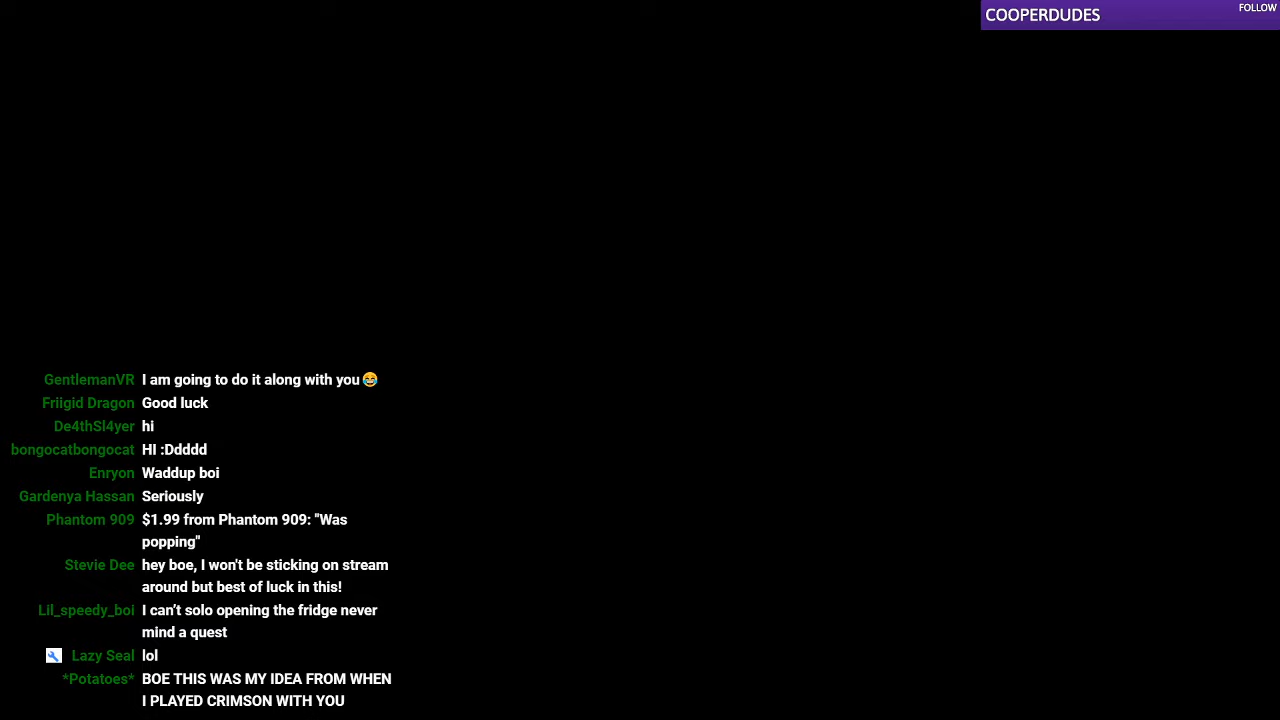 COOPERDUDES
FOLLOW
GentlemanVR I am going to do it along with you😂
Friigid Dragon Good luck
De4thSl4yer hi
bongocatbongocat HI :Ddddd
Enryon Waddup boi
Gardenya Hassan Seriously
Phantom 909 $1.99 from Phantom 909: "Was
popping"
Stevie Dee hey boe, I won't be sticking on stream
around but best of luck in this!
Lil_speedy_boi I can’t solo opening the fridge never
mind a quest
Lazy Seal lol
*Potatoes* BOE THIS WAS MY IDEA FROM WHEN
I PLAYED CRIMSON WITH YOU